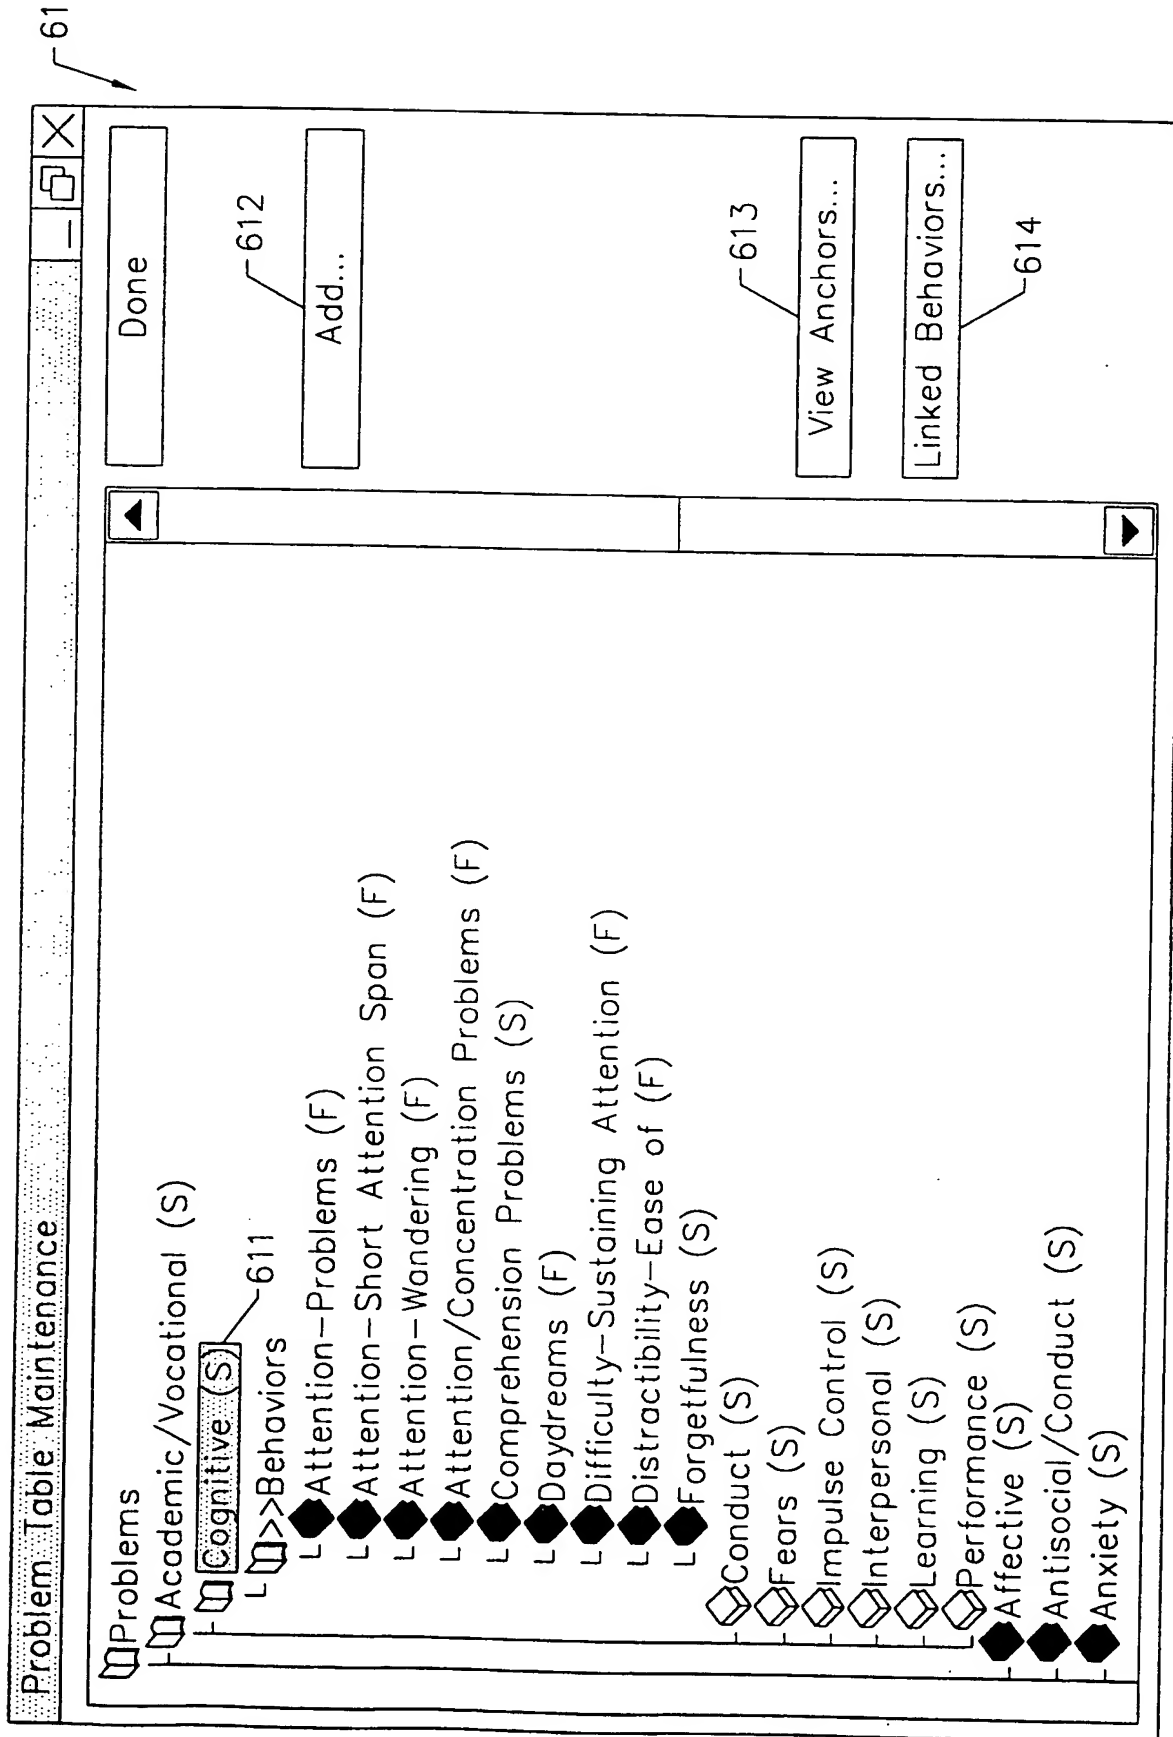 61
Problem Table Maintenance
Problems
Academic/Vocational (S)
Cognitive (S)
611
>>Behaviors
Attention-Problems (F)
Attention-Short Attention Span (F)
Attention-Wandering (F)
Attention/Concentration Problems (F)
Comprehension Problems (S)
Daydreams (F)
Difficulty-Sustaining Attention (F)
Distractibility-Ease of (F)
Forgetfulness (S)
Conduct (S)
Fears (S)
Impulse Control (S)
Interpersonal (S)
Learning (S)
Performance (S)
Affective (S)
Antisocial/Conduct (S)
Anxiety (S)
Done
612
Add...
613
View Anchors...
Linked Behaviors...
614